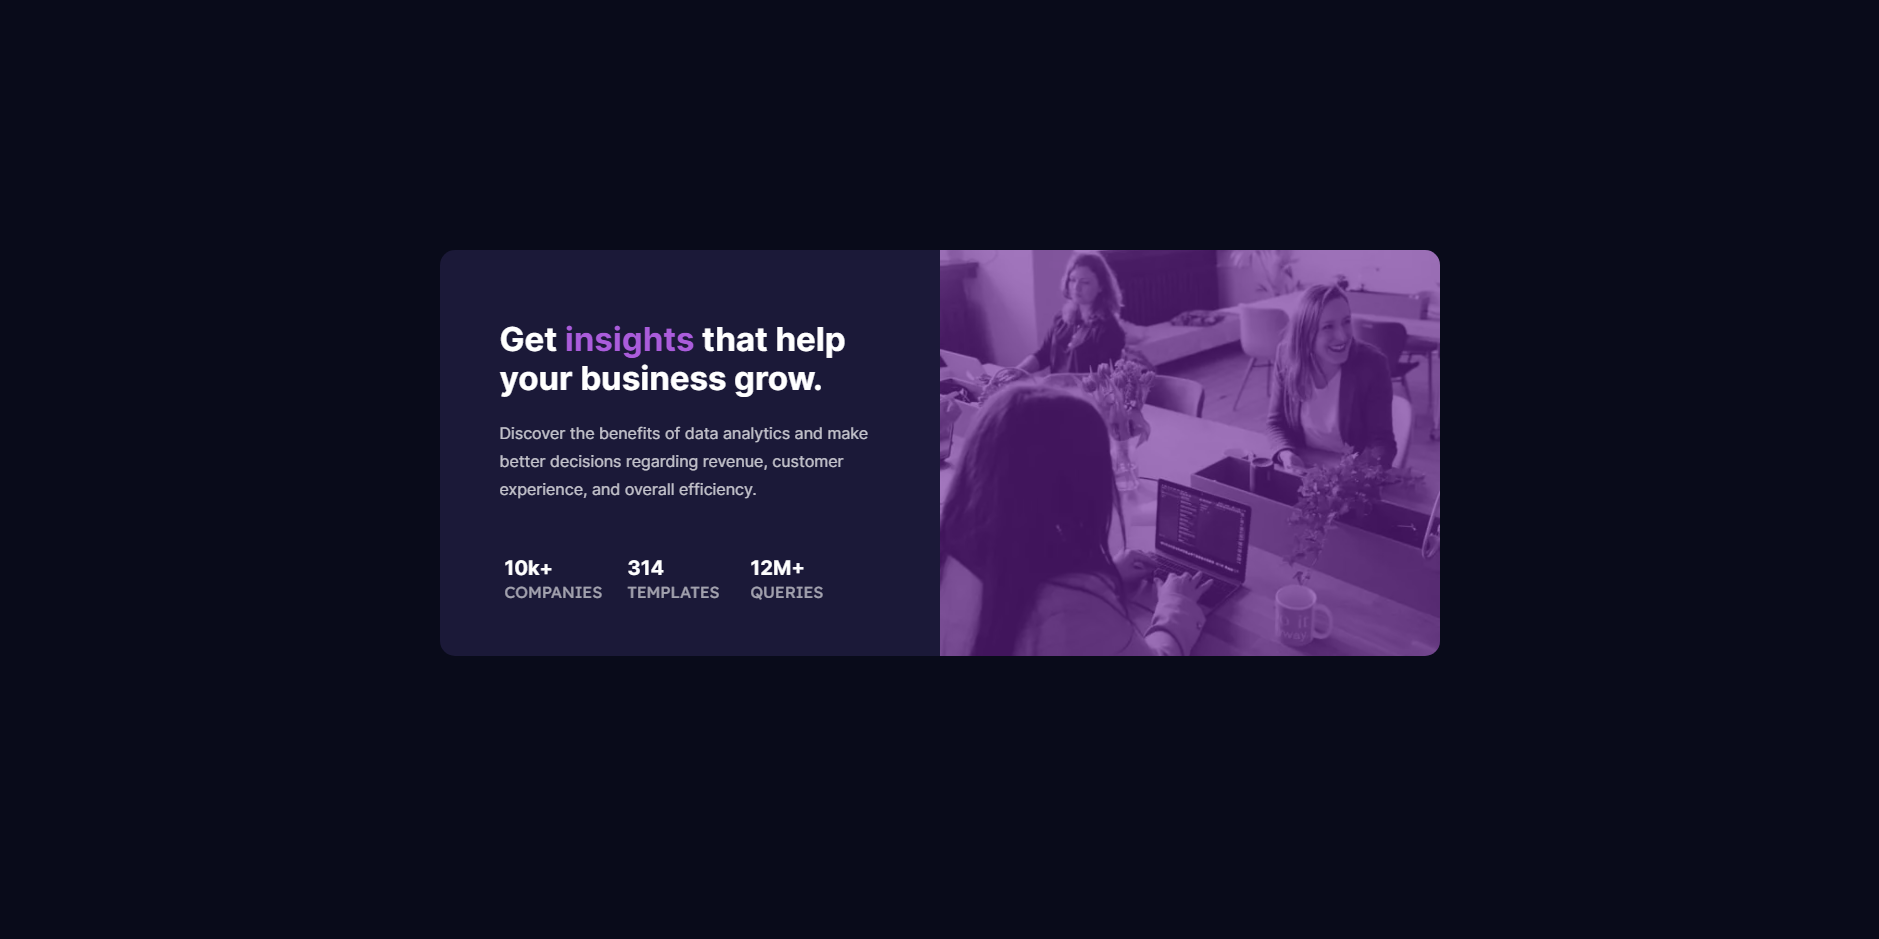 Get insights that help
your business grow.
Discover the benefits of data analytics and make
better decisions regarding revenue, customer
experience, and overall efficiency.
10k+ 314 12M+
COMPANIES TEMPLATES QUERIES